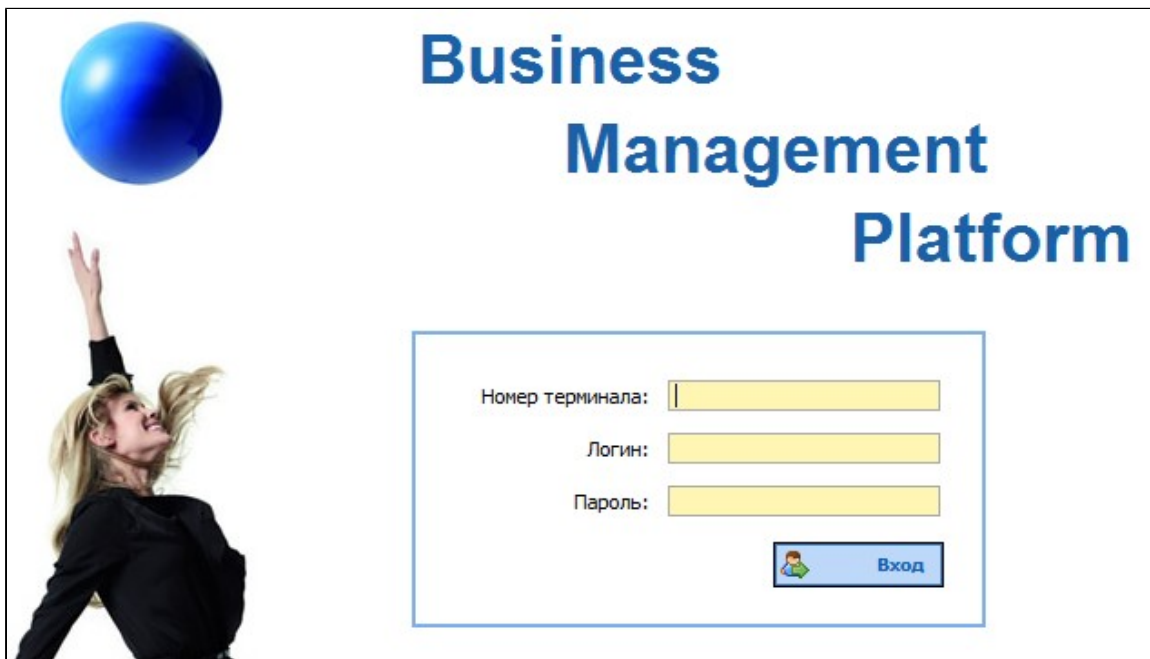 Business
Management
Platform
Номер терминала:
Логин:
Пароль:
Вход